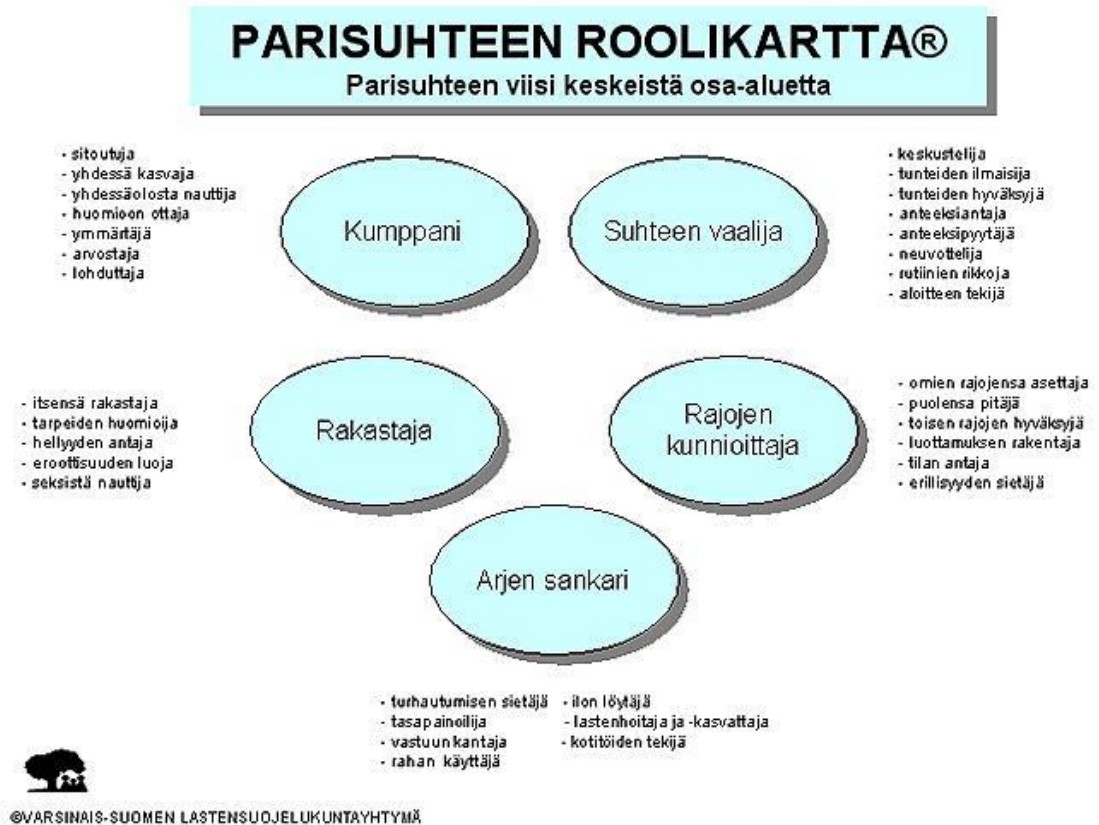 PARISUHTEEN ROOLIKARTTA®
Parisuhteen viisi keskeistä osa-aluetta
Kumppani
- sitoutuja
- yhdessä kasvaja
- yhdessäolosta nauttija
- huomioon ottaja
- ymmärtäjä
- arvostaja
- lohduttaja
Suhteen vaalija
- keskustelija
- tunteiden ilmaisija
- tunteiden hyväksyjä
- anteeksiantaja
- anteeksipyytäjä
- neuvottelija
- rutiinien rikkoja
- aloitteen tekijä
Rakastaja
- itsensä rakastaja
- tarpeiden huomioija
- hellyyden antaja
- eroottisuuden luoja
- seksistä nauttija
Rajojen
kunnioittaja
- omien rajojensa asettaja
- puolensa pitäjä
- toisen rajojen hyväksyjä
- luottamuksen rakentaja
- tilan antaja
- erillisyyden sietäjä
Arjen sankari
- turhautumisen sietäjä
- tasapainoilija
- vastuun kantaja
- rahan käyttäjä
- ilon löytäjä
- lastenhoitaja ja -kasvattaja
- kotitöiden tekijä
©VARSINAIS-SUOMEN LASTENSUOJELUKUNTAYHTYMÄ